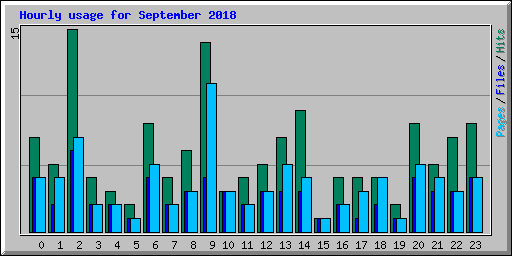 Hourly usage for September 2018
15
Pages/Files/Hits
0 1 2 3 4 5 6 7 8 9 10 11 12 13 14 15 16 17 18 19 20 21 22 23